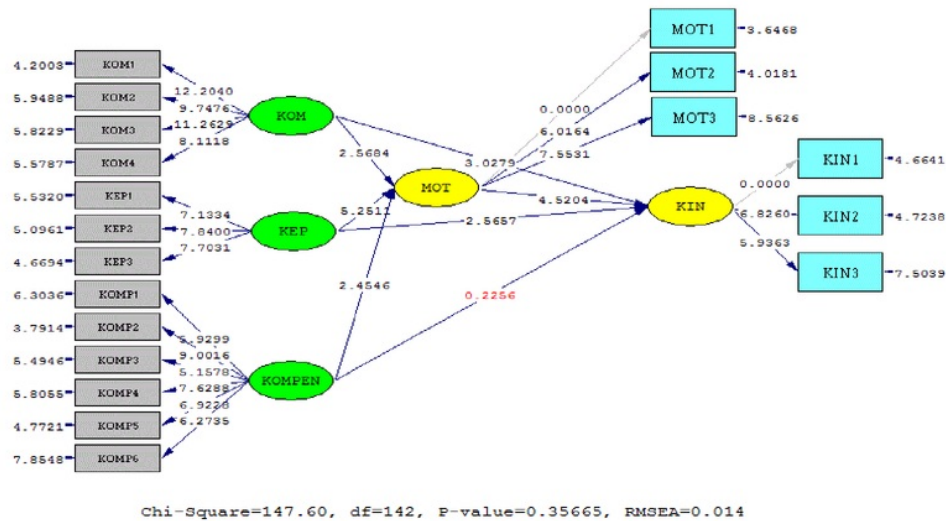 MOT1
3.6468
4.2003
KOM1
MOT2
4.0181
5.9488
KOM2
12.2040
9.7476
KOM
0.0000
6.0164
MOT3
8.5626
5.8229
KOM3
11.2629
7.5531
5.5787
KOM4
8.1118
2.5684
3.0279
KIN1
4.6641
5.5320
KEP1
7.1334
MOT
4.5204
0.0000
5.0961
KEP2
7.8400
KEP
5.2511
2.5657
KIN
6.8260
KIN2
4.7238
4.6694
KEP3
7.7031
5.9363
KIN3
7.5039
6.3036
KOMP1
2.4546
0.2256
3.7914
KOMP2
5.9299
9.0016
5.4946
KOMP3
5.1578
KOMPEN
5.8055
KOMP4
7.6288
6.9228
4.7721
KOMP5
6.2735
7.8548
KOMP6
Chi-Square=147.60, df=142, P-value=0.35665, RMSEA=0.014